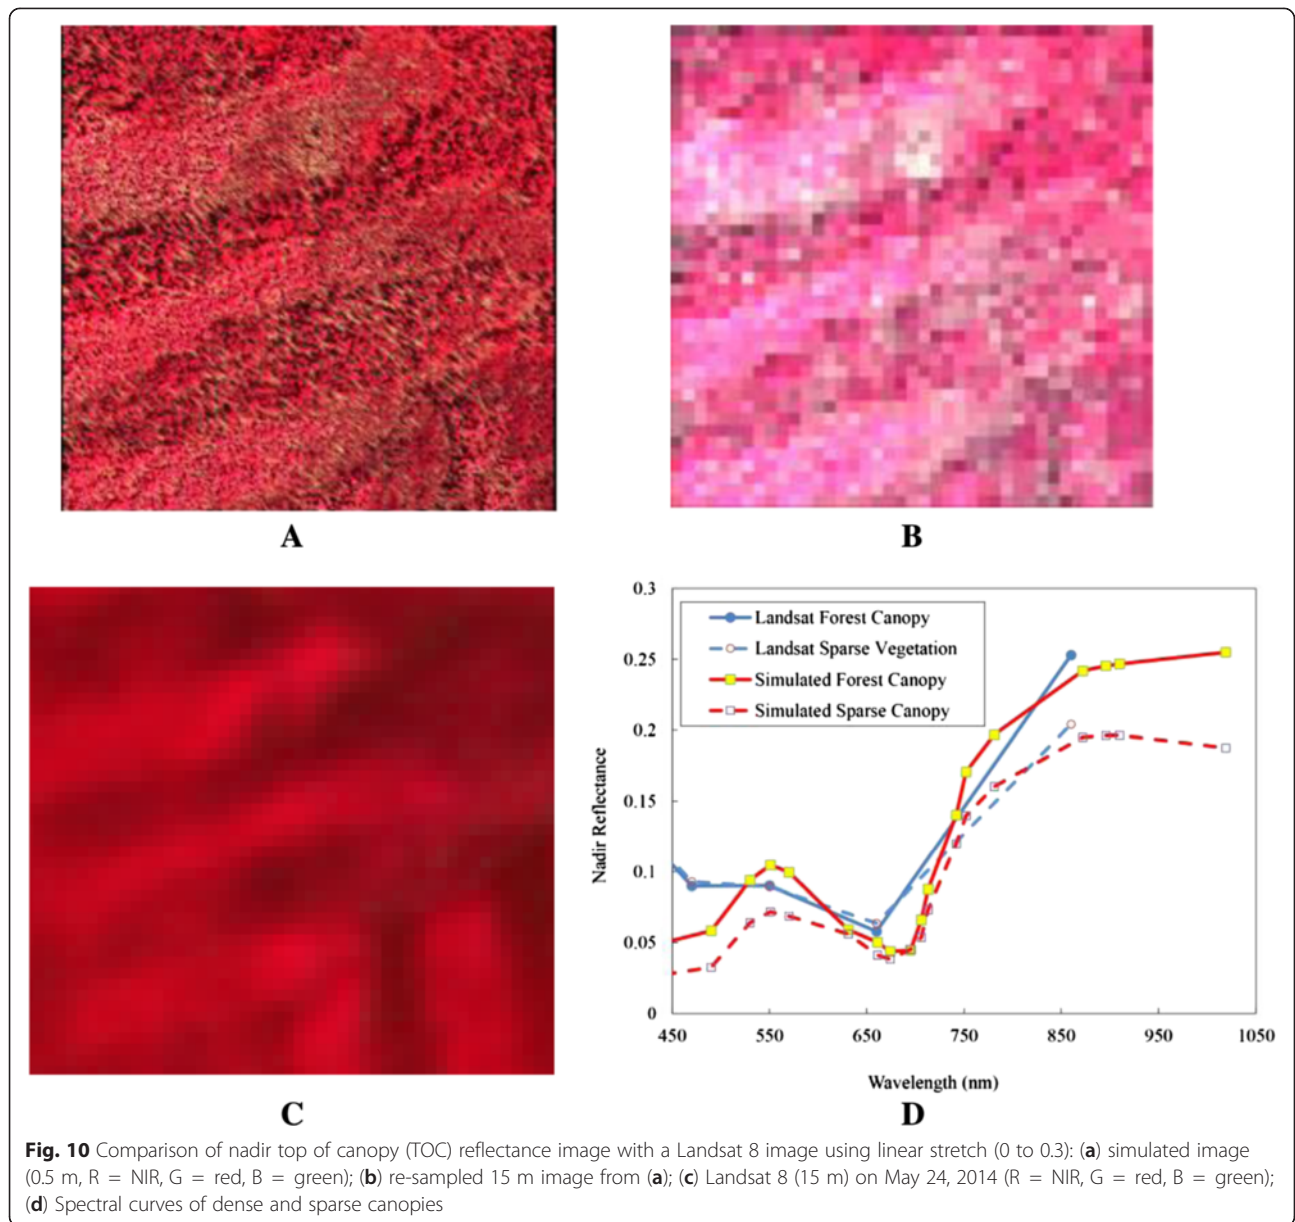 A
B
C
0.3
0.25
0.2
0.15
0.1
0.05
0
Nadir Reflectance
Landsat Forest Canopy
Landsat Sparse Vegetation
Simulated Forest Canopy
Simulated Sparse Canopy
450 550 650 750 850 950 1050
Wavelength (nm)
D
Fig. 10 Comparison of nadir top of canopy (TOC) reflectance image with a Landsat 8 image using linear stretch (0 to 0.3): (a) simulated image
(0.5 m, R = NIR, G = red, B = green); (b) re-sampled 15 m image from (a); (c) Landsat 8 (15 m) on May 24, 2014 (R = NIR, G = red, B = green);
(d) Spectral curves of dense and sparse canopies